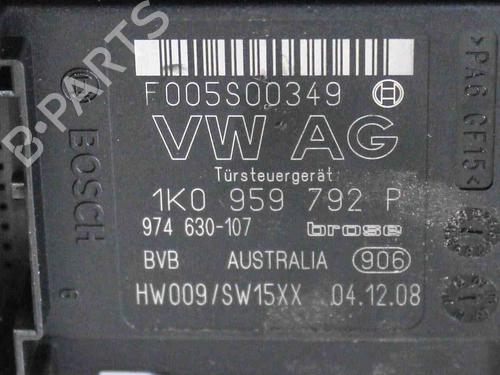 F005S00349
VW AG
Türsteuergerät
1K0 959 792 P
974 630-107 brose
BVB AUSTRALIA 906
HW009/SW15XX 04.12.08
BOSCH
>PA6 GF15<
B-PARTS